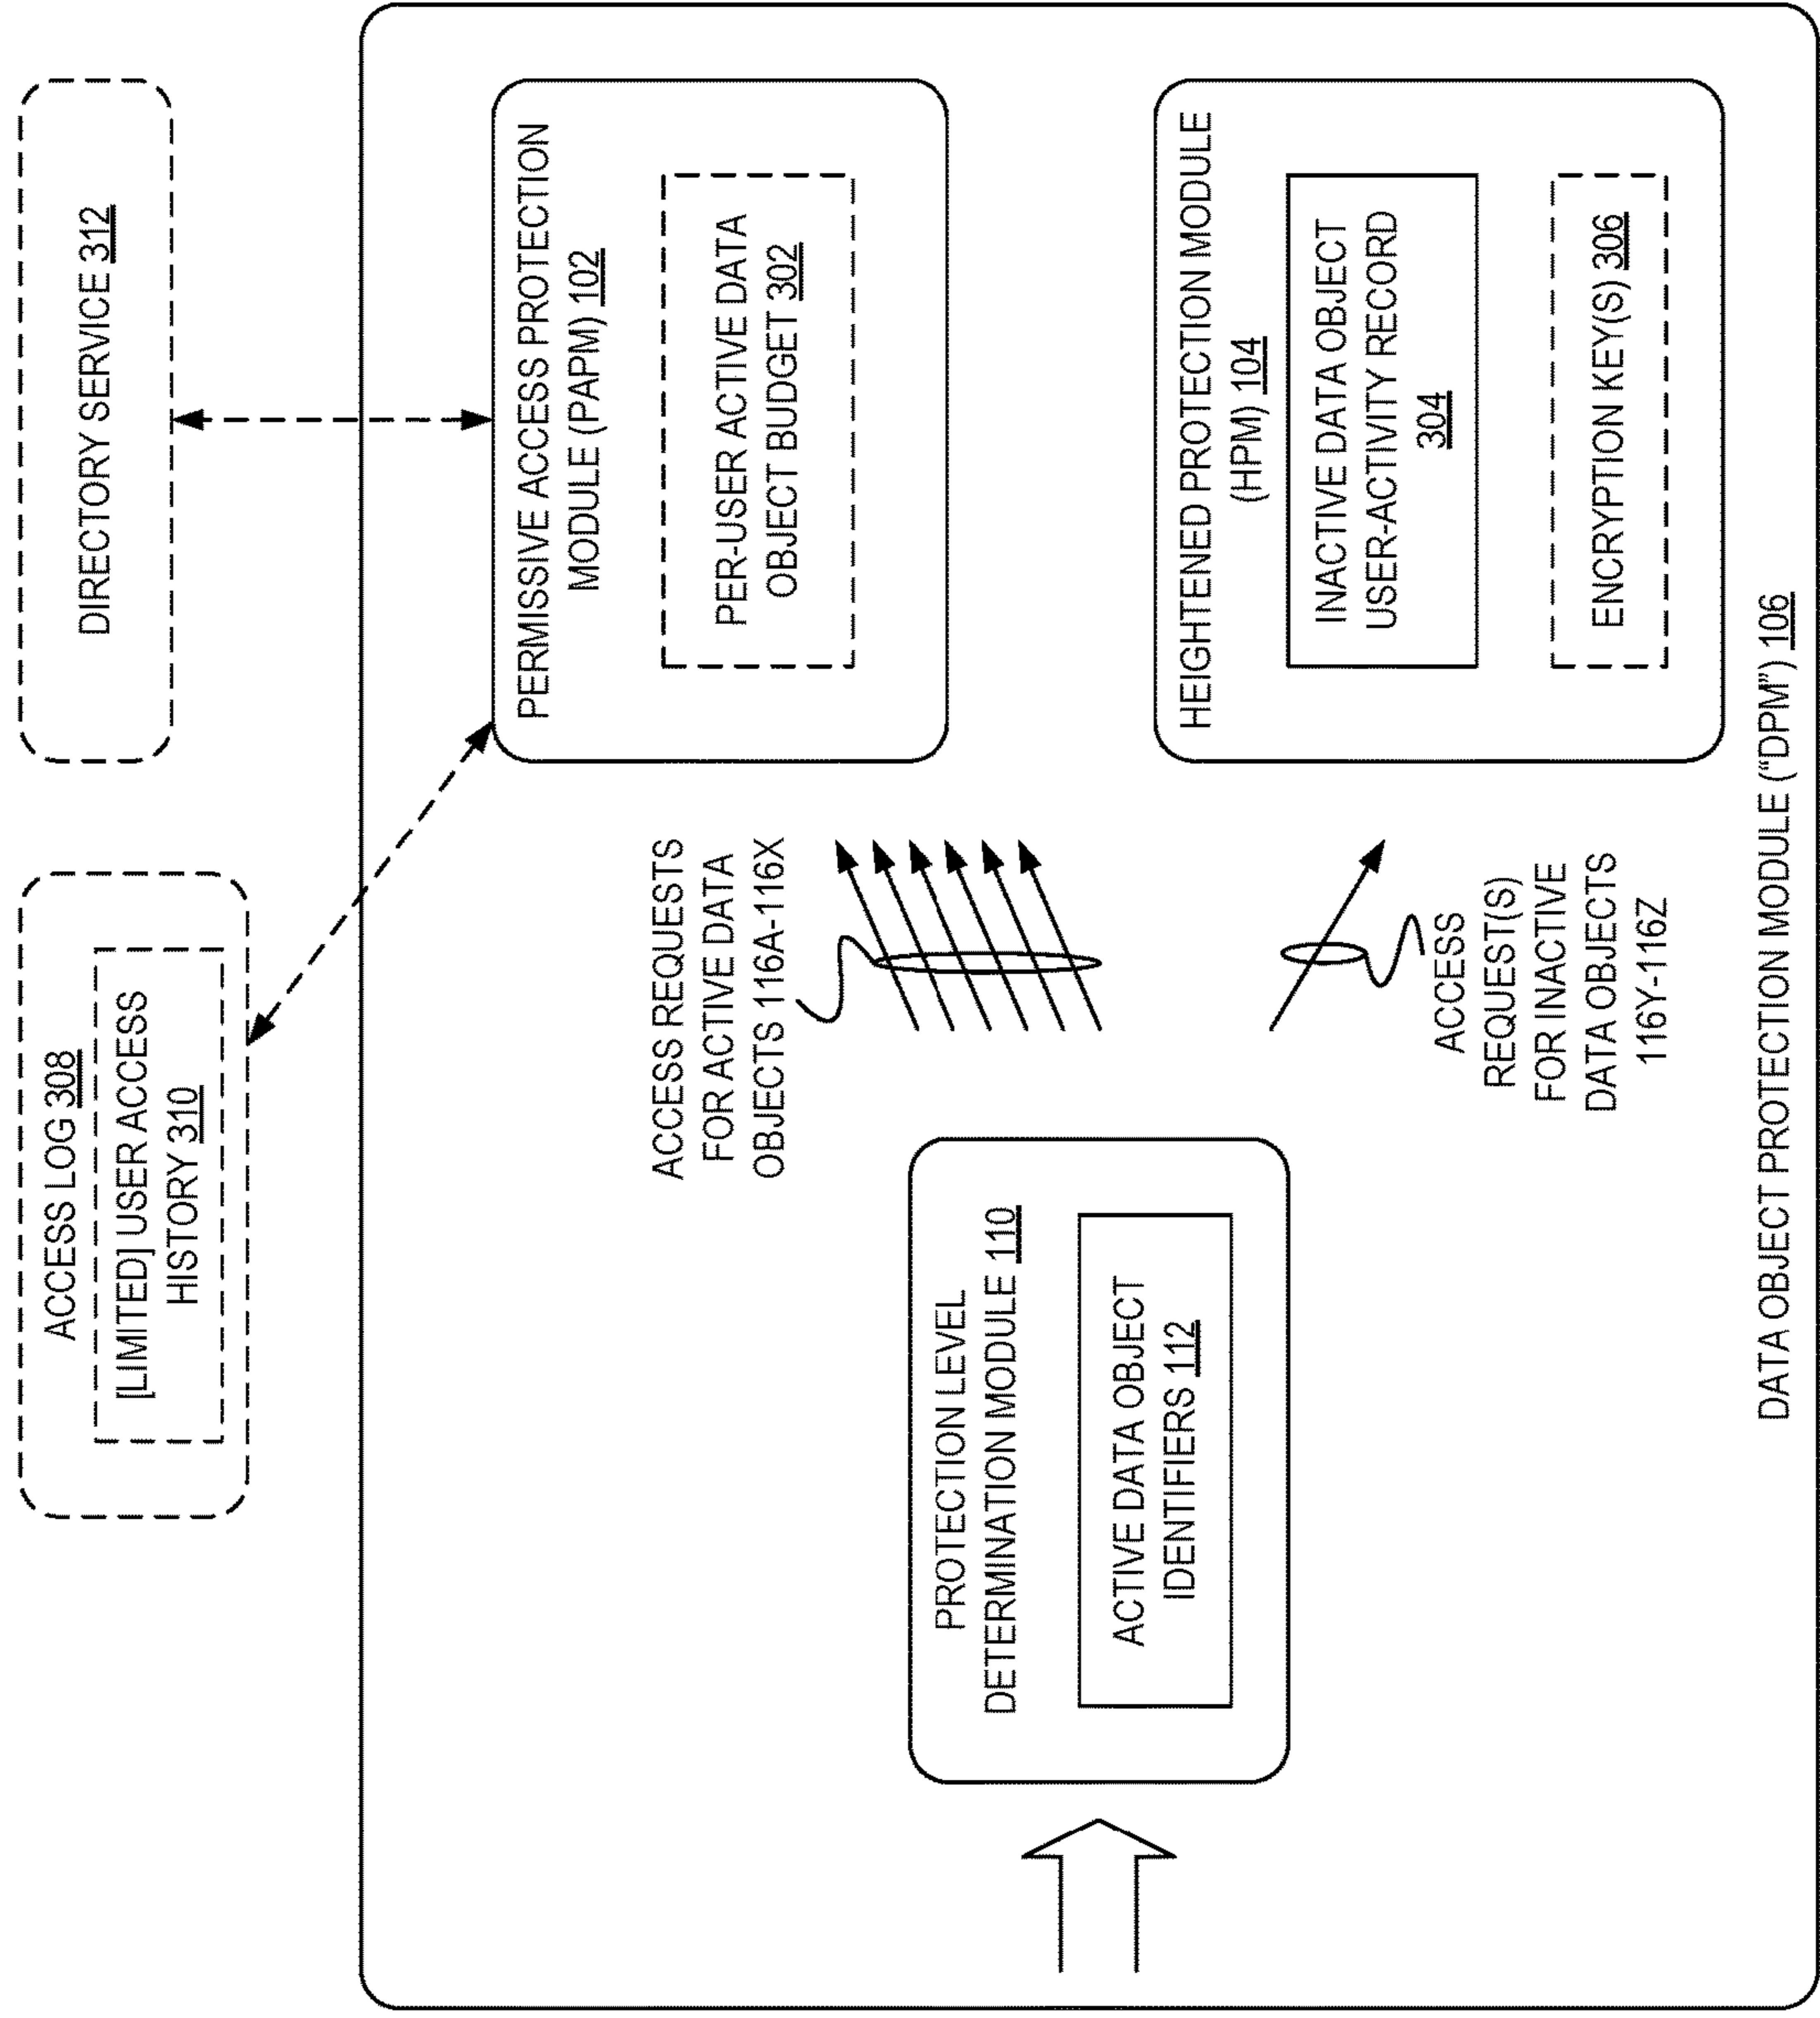 ACCESS LOG 308
[LIMITED] USER ACCESS
HISTORY 310
DIRECTORY SERVICE 312
PERMISSIVE ACCESS PROTECTION
MODULE (PAPM) 102
PER-USER ACTIVE DATA
OBJECT BUDGET 302
ACCESS REQUESTS
FOR ACTIVE DATA
OBJECTS 116A-116X
PROTECTION LEVEL
DETERMINATION MODULE 110
ACTIVE DATA OBJECT
IDENTIFIERS 112
HEIGHTENED PROTECTION MODULE
(HPM) 104
INACTIVE DATA OBJECT
USER-ACTIVITY RECORD
304
ENCRYPTION KEY(S) 306
ACCESS
REQUEST(S)
FOR INACTIVE
DATA OBJECTS
116Y-116Z
DATA OBJECT PROTECTION MODULE (“DPM”) 106